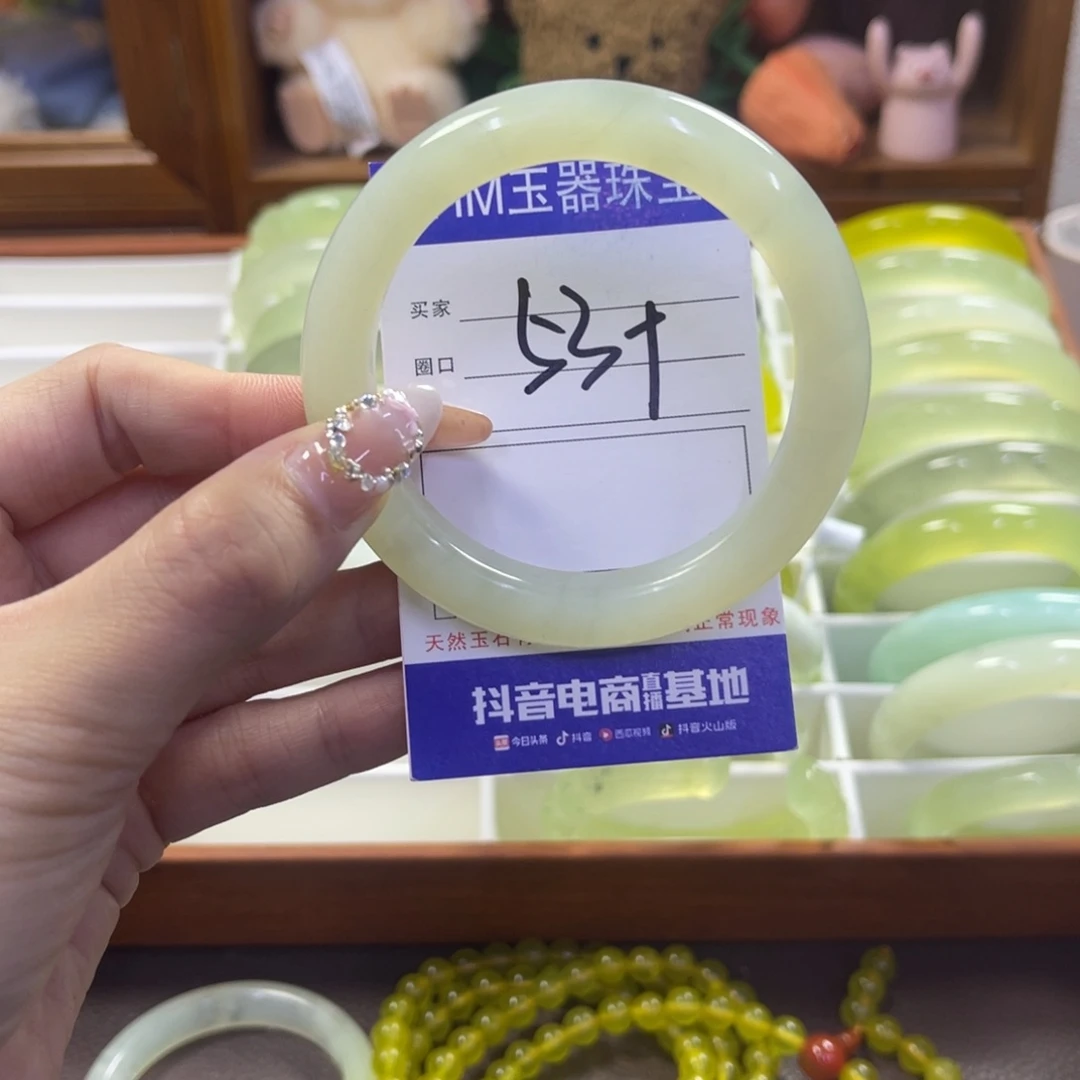 M玉器珠宝
买家
圈口
53+
天然玉石
正常现象
抖音电商直播基地
今日头条 抖音 西瓜视频 抖音火山版